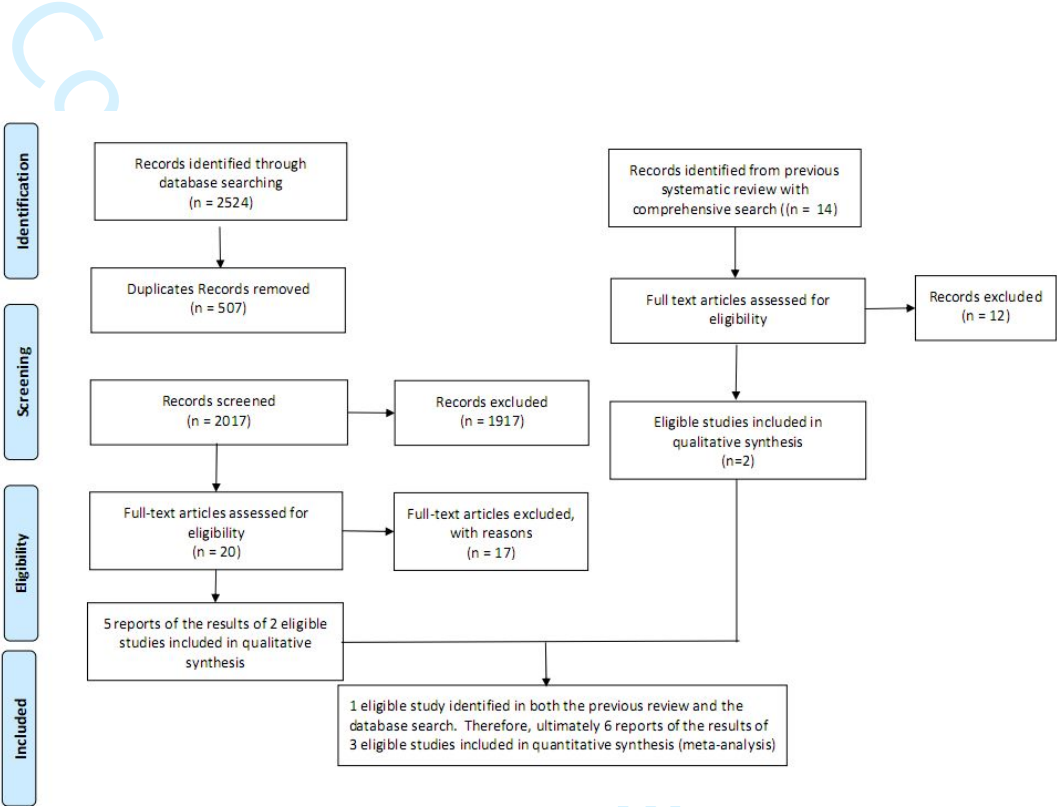 Identification
Records identified through
database searching
(n = 2524)
Records identified from previous
systematic review with
comprehensive search ((n = 14)
Duplicates Records removed
(n = 507)
Full text articles assessed for
eligibility
Records excluded
(n = 12)
Screening
Records screened
(n = 2017)
Records excluded
(n = 1917)
Eligible studies included in
qualitative synthesis
(n=2)
Eligibility
Full-text articles assessed for
eligibility
(n = 20)
Full-text articles excluded,
with reasons
(n = 17)
5 reports of the results of 2 eligible
studies included in qualitative
synthesis
Included
1 eligible study identified in both the previous review and the
database search. Therefore, ultimately 6 reports of the results of
3 eligible studies included in quantitative synthesis (meta-analysis)